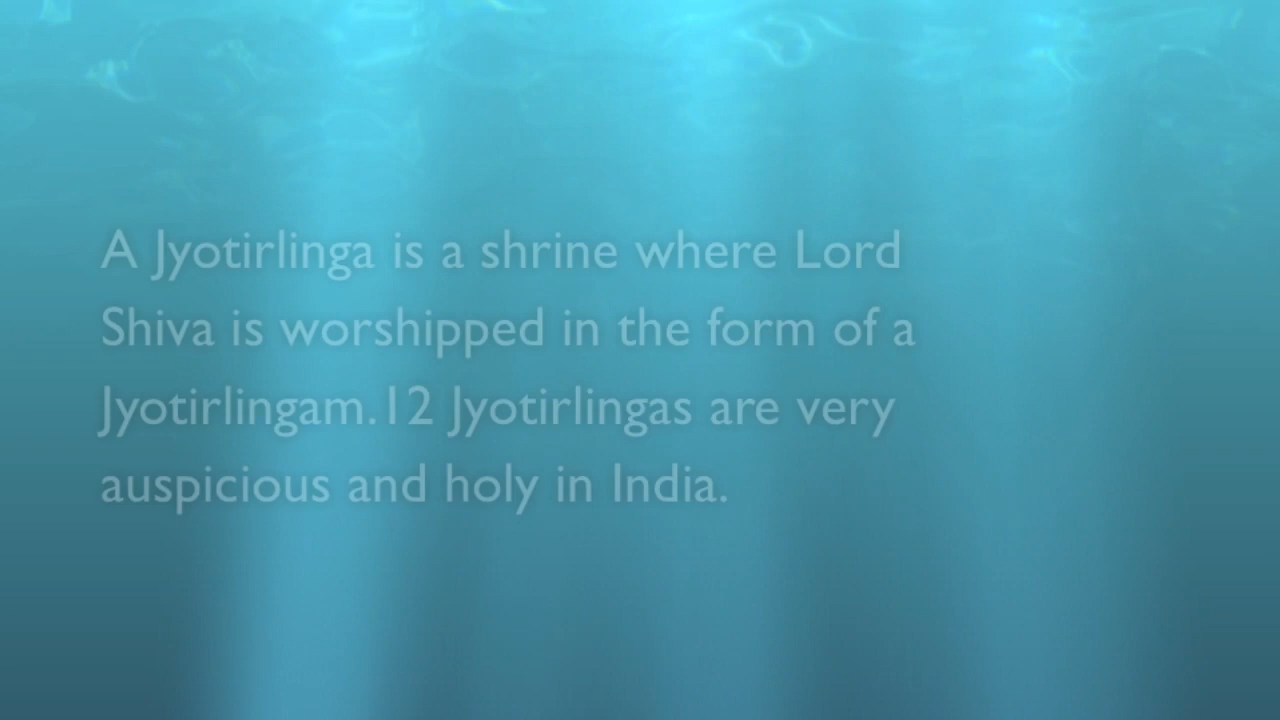 A Jyotirlinga is a shrine where Lord
Shiva is worshipped in the form of a
Jyotirlingam.12 Jyotirlingas are very
auspicious and holy in India.